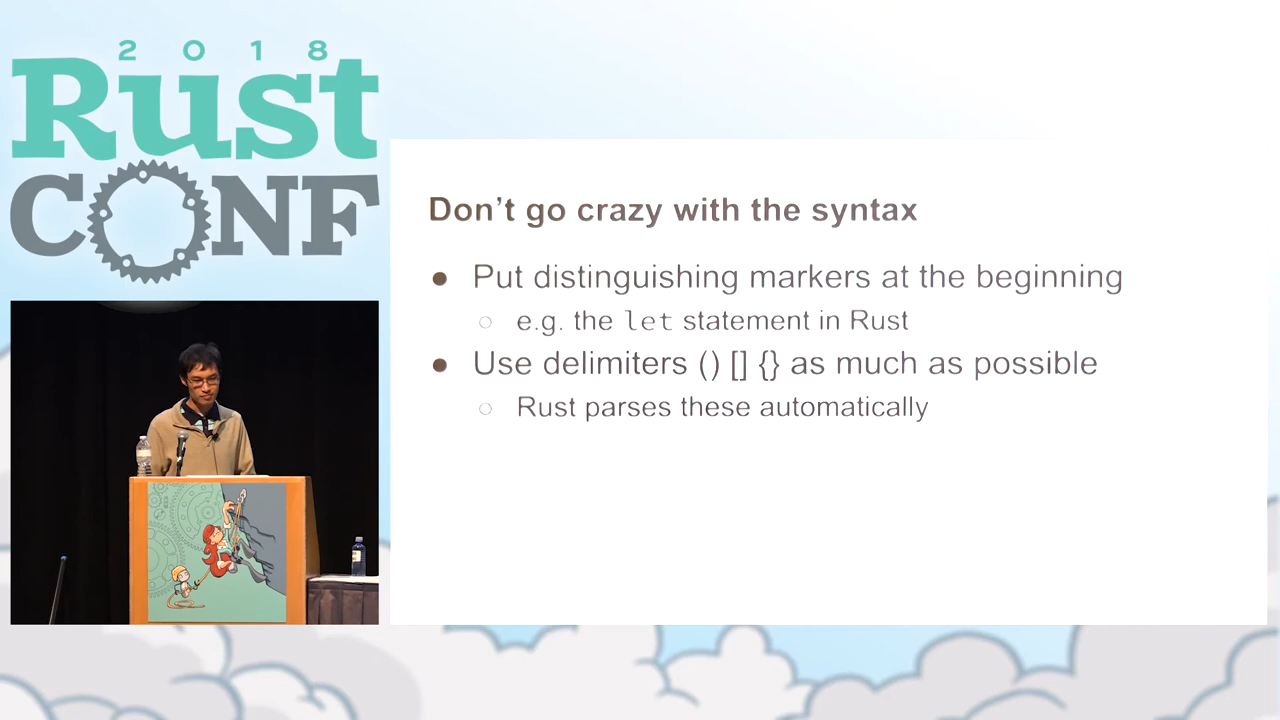 2018
Rust
CONF
Don't go crazy with the syntax
● Put distinguishing markers at the beginning
○ e.g. the let statement in Rust
● Use delimiters () [] {} as much as possible
○ Rust parses these automatically